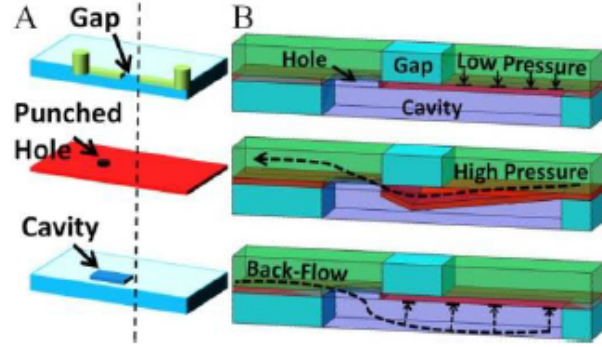 A
Gap
Punched
Hole
Cavity
B
Hole
Gap
Low Pressure
Cavity
High Pressure
Back-Flow